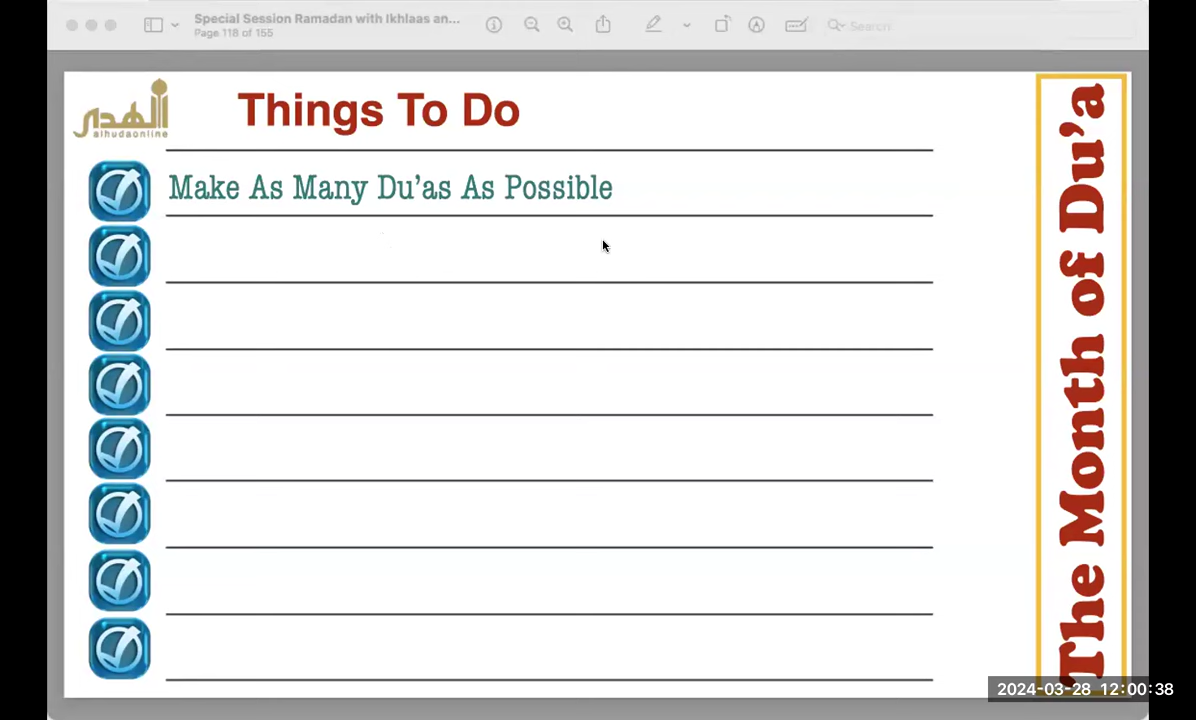 Special Session Ramadan with Ikhlaas an...
Page 118 of 155
Search
الهدى
alhudaonline
Things To Do
Make As Many Du'as As Possible
The Month of Du'a
2024-03-28 12:00:38